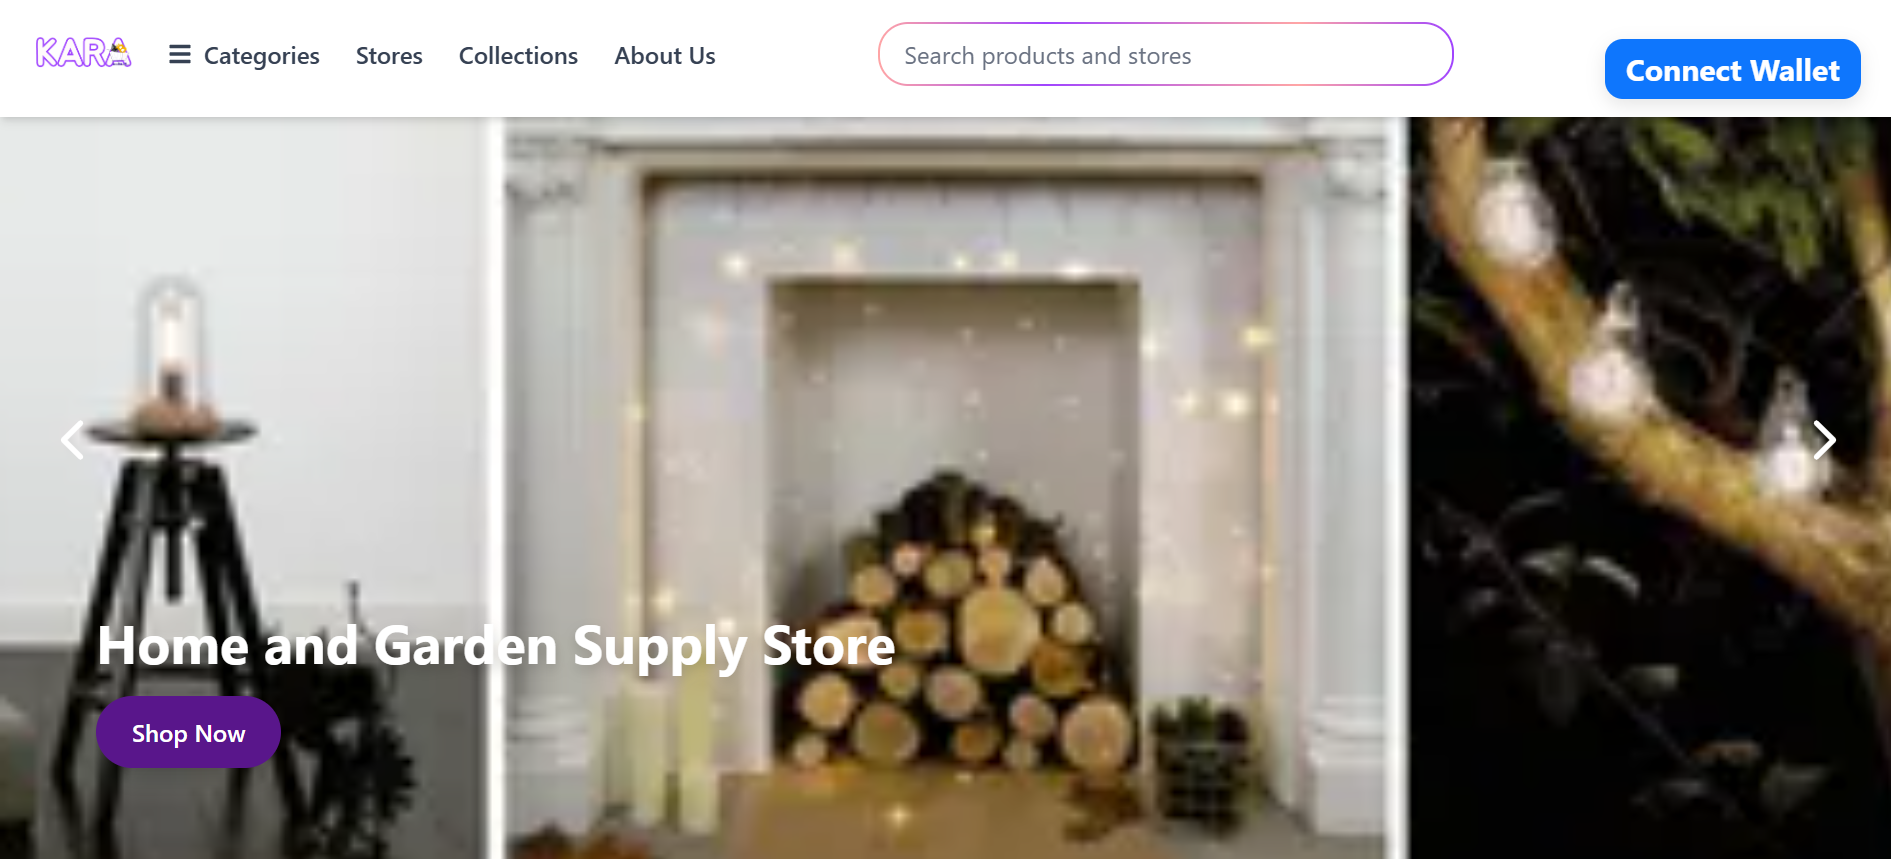 KARA
Categories Stores Collections About Us
Search products and stores
Connect Wallet
Home and Garden Supply Store
Shop Now